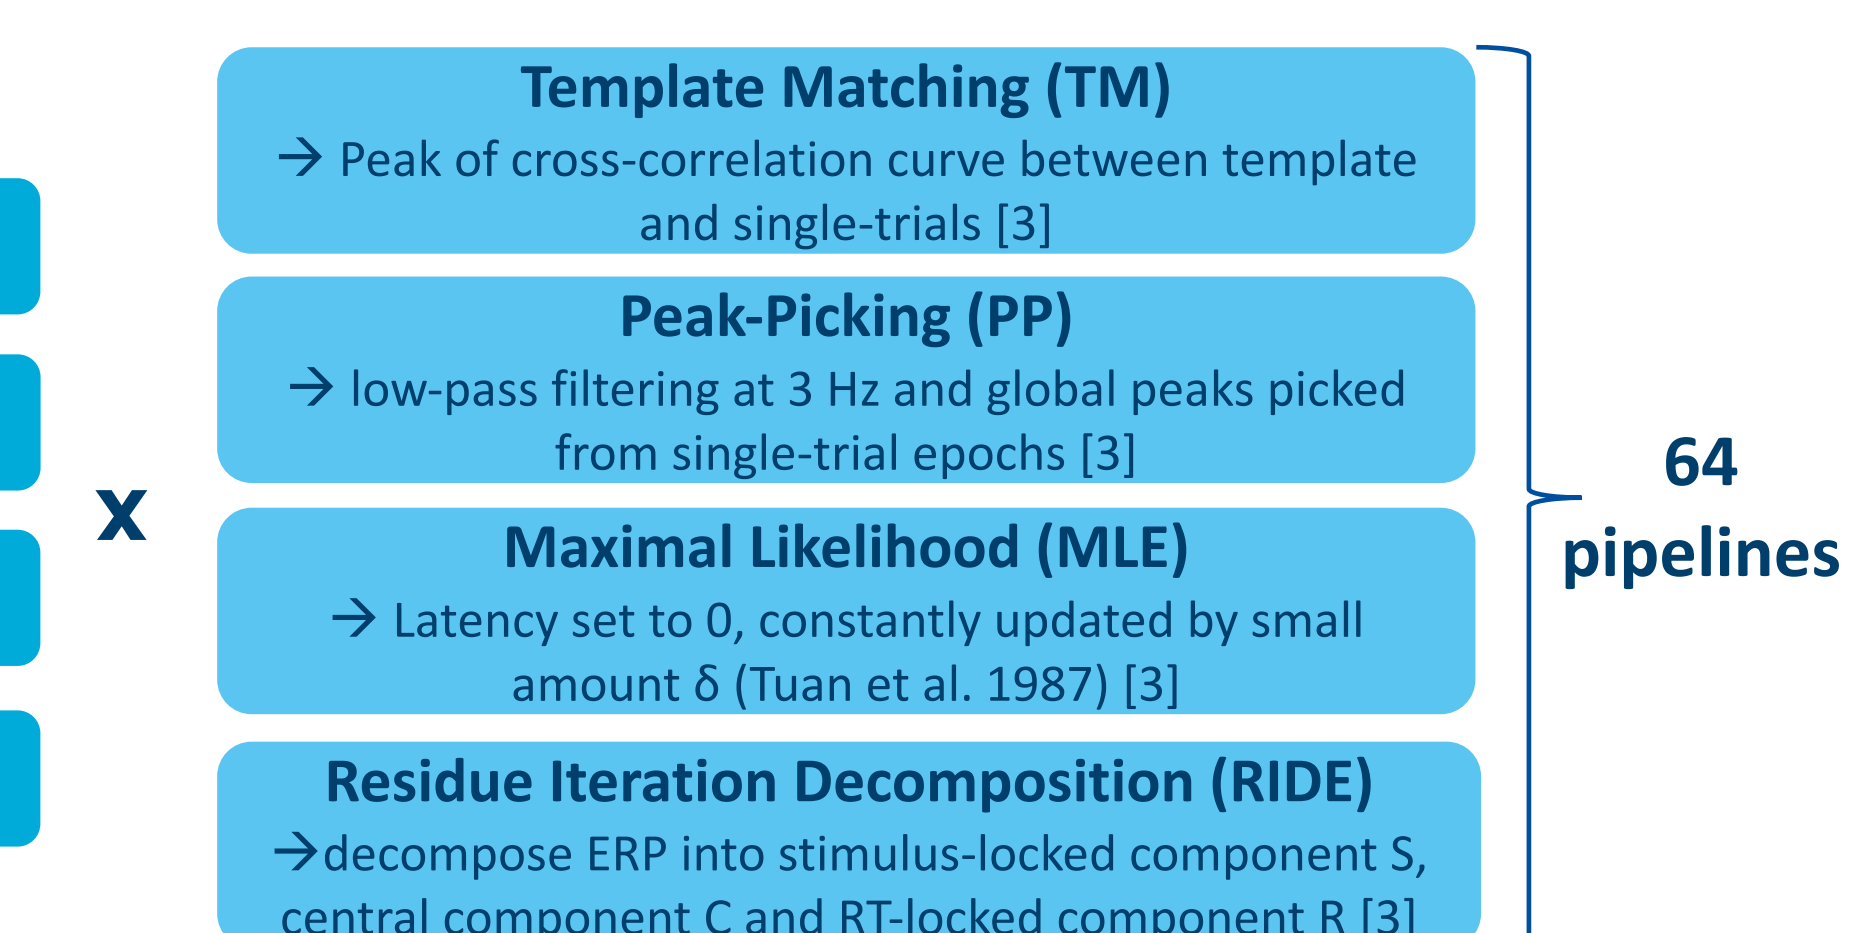 Template Matching (TM)
→ Peak of cross-correlation curve between template
and single-trials [3]
Peak-Picking (PP)
→ low-pass filtering at 3 Hz and global peaks picked
from single-trial epochs [3]
x
Maximal Likelihood (MLE)
→ Latency set to 0, constantly updated by small
amount δ (Tuan et al. 1987) [3]
Residue Iteration Decomposition (RIDE)
→decompose ERP into stimulus-locked component S,
central component C and RT-locked component R [3]
64
pipelines